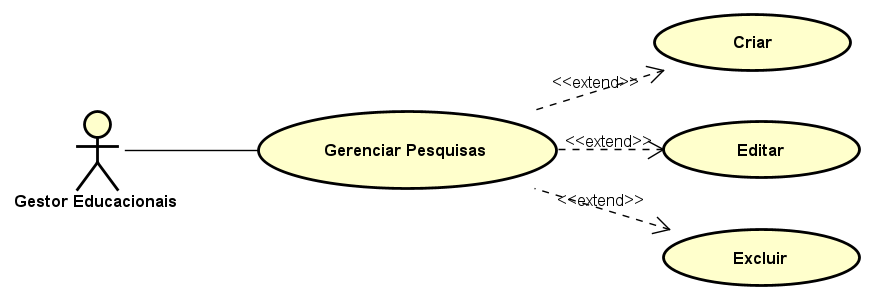 Criar
<<extend>>
Gerenciar Pesquisas
<<extend>>
Editar
Gestor Educacionais
<<extend>>
Excluir